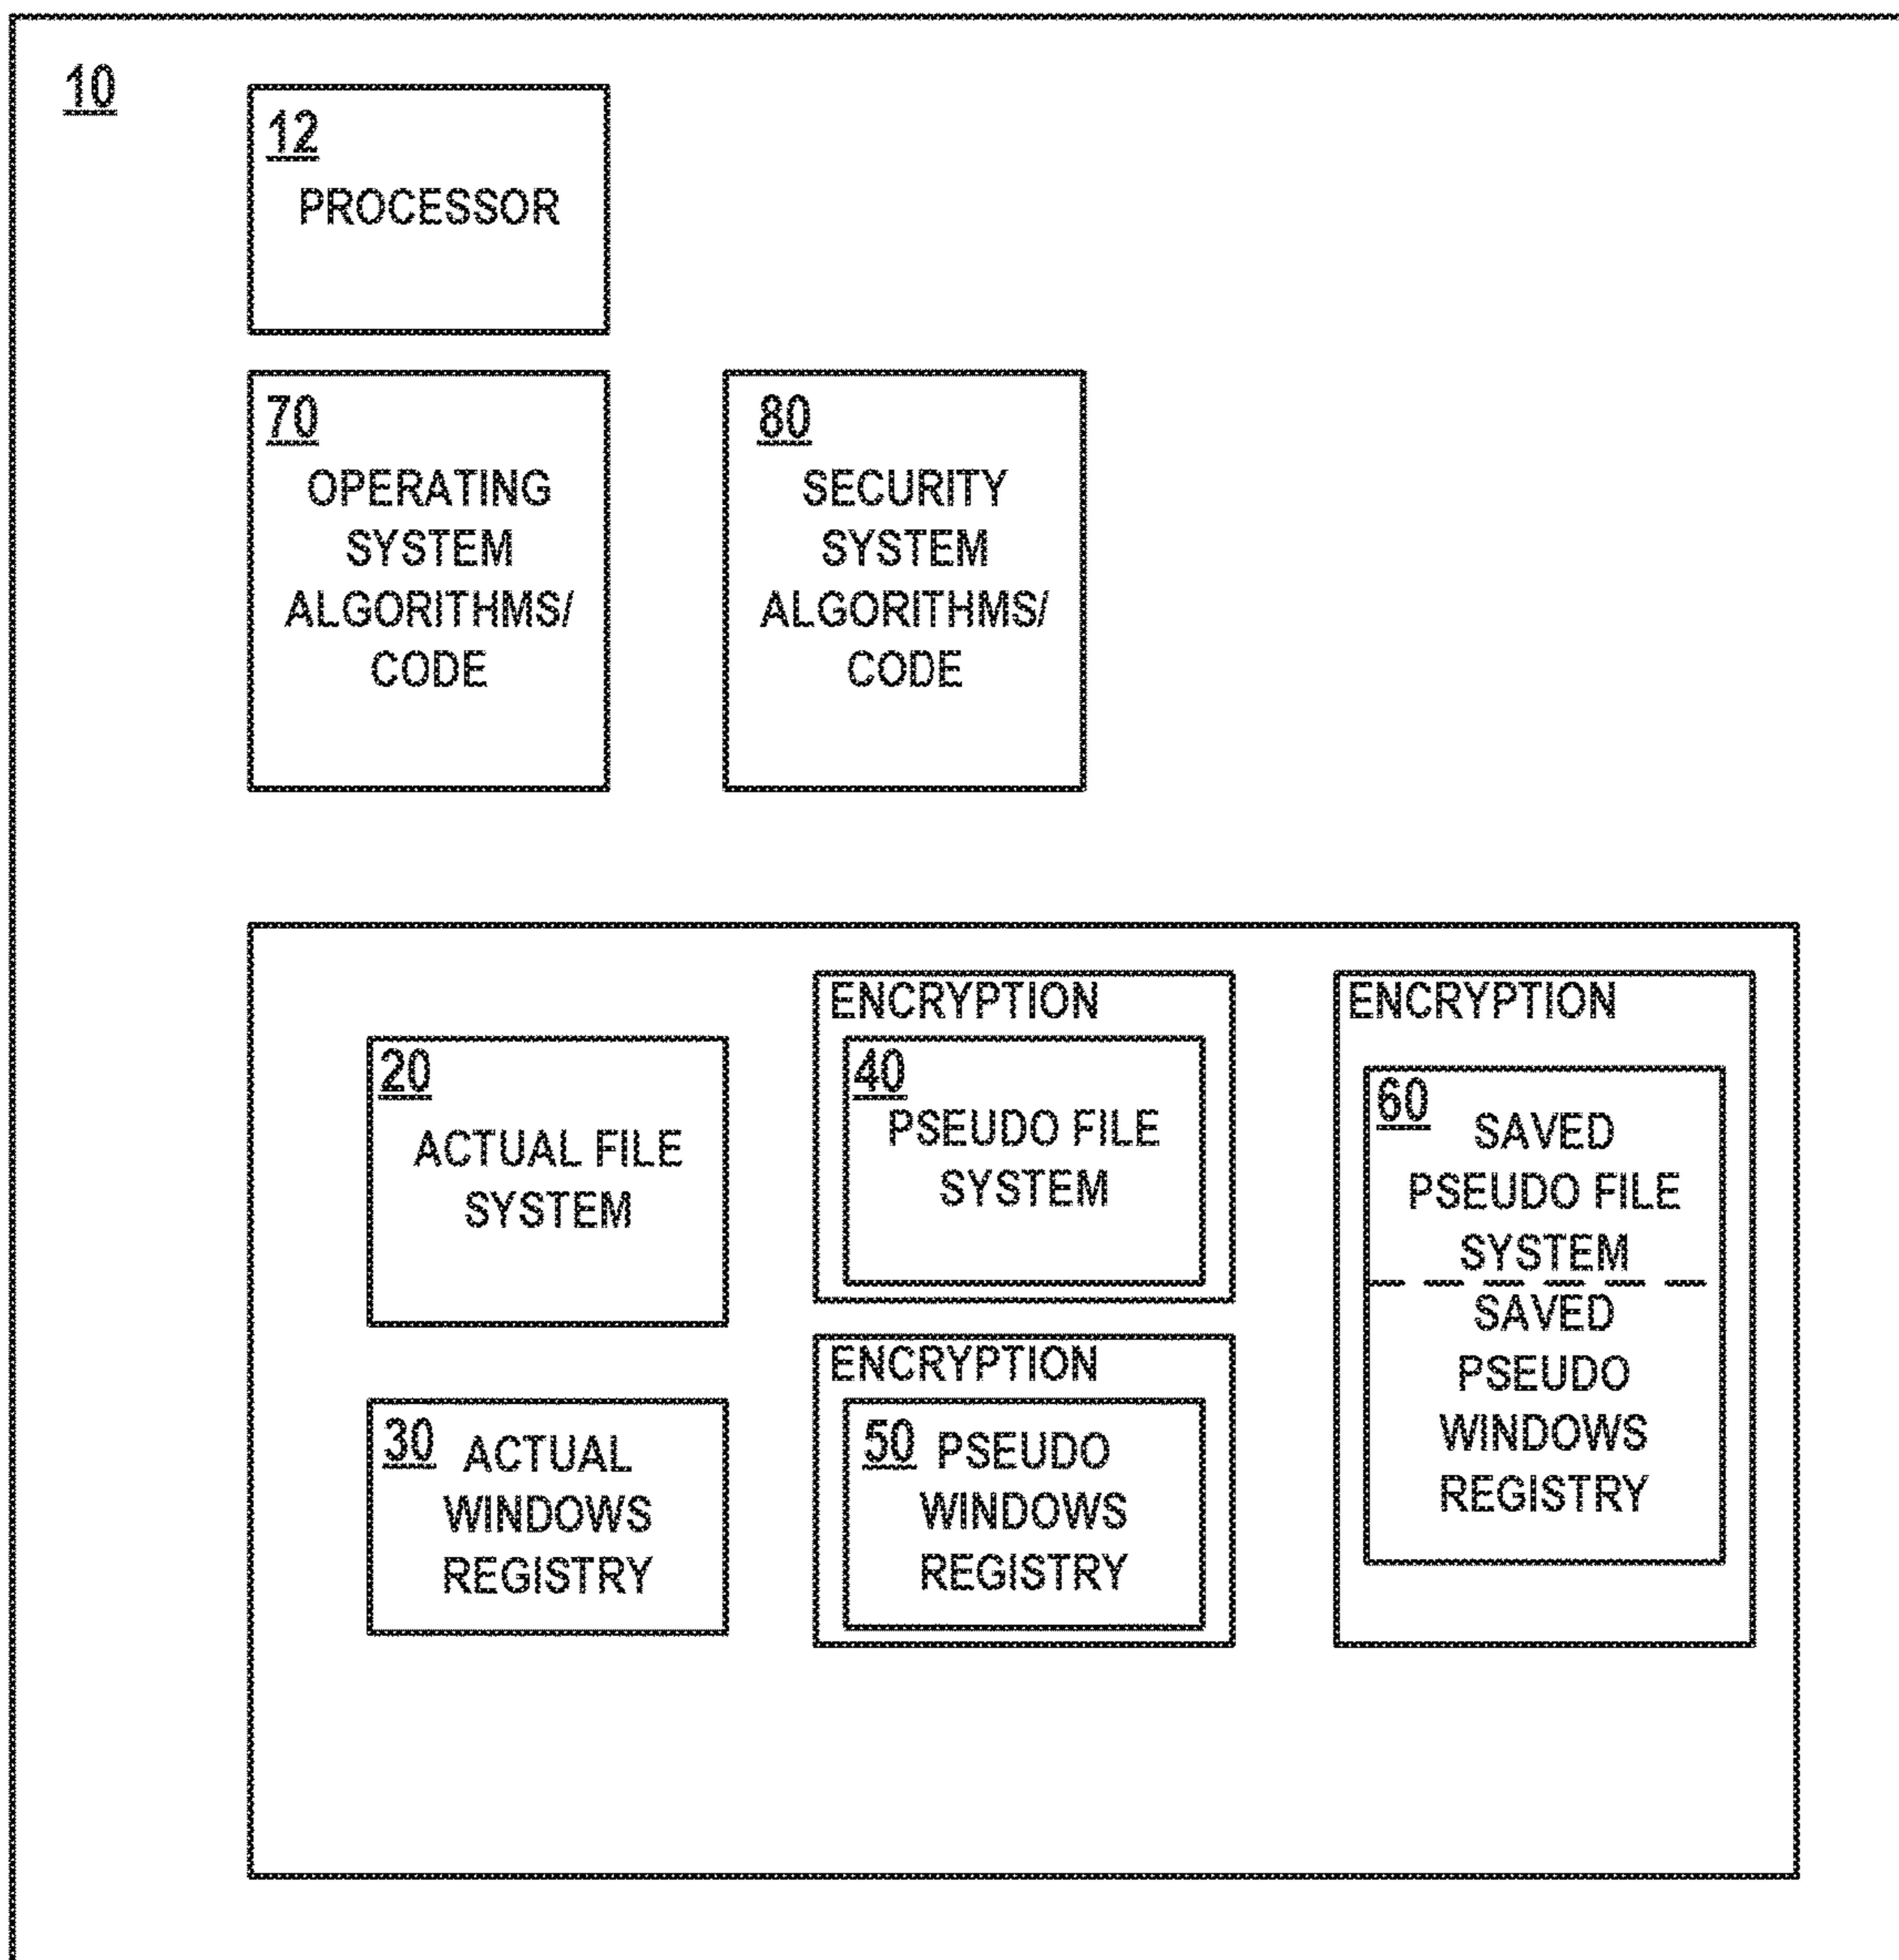 10
12
PROCESSOR
70
OPERATING
SYSTEM
ALGORITHMS/
CODE
80
SECURITY
SYSTEM
ALGORITHMS/
CODE
20
ACTUAL FILE
SYSTEM
30 ACTUAL
WINDOWS
REGISTRY
ENCRYPTION
40
PSEUDO FILE
SYSTEM
ENCRYPTION
50 PSEUDO
WINDOWS
REGISTRY
ENCRYPTION
60
SAVED
PSEUDO FILE
SYSTEM
SAVED
PSEUDO
WINDOWS
REGISTRY